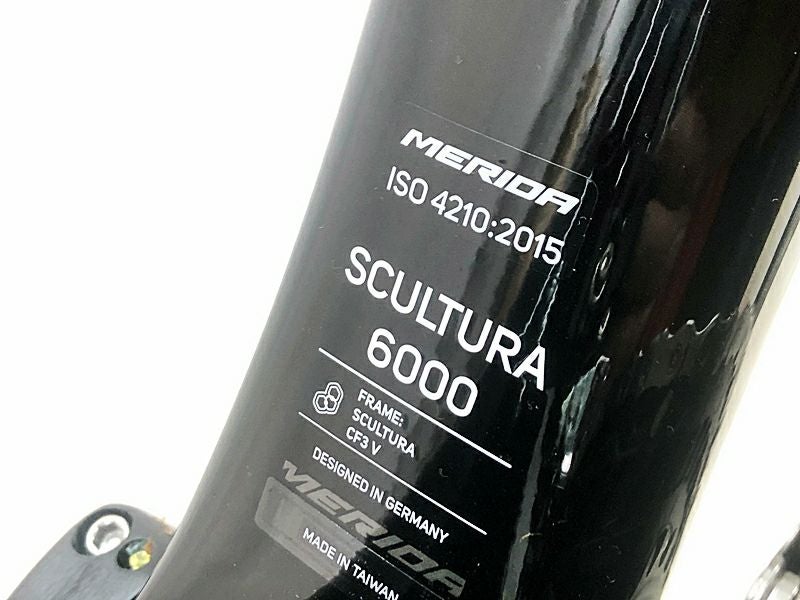 MERIDA
ISO 4210:2015
SCULTURA
6000
FRAME:
SCULTURA
CF3 V
DESIGNED IN GERMANY
MERIDA
MADE IN TAIWAN